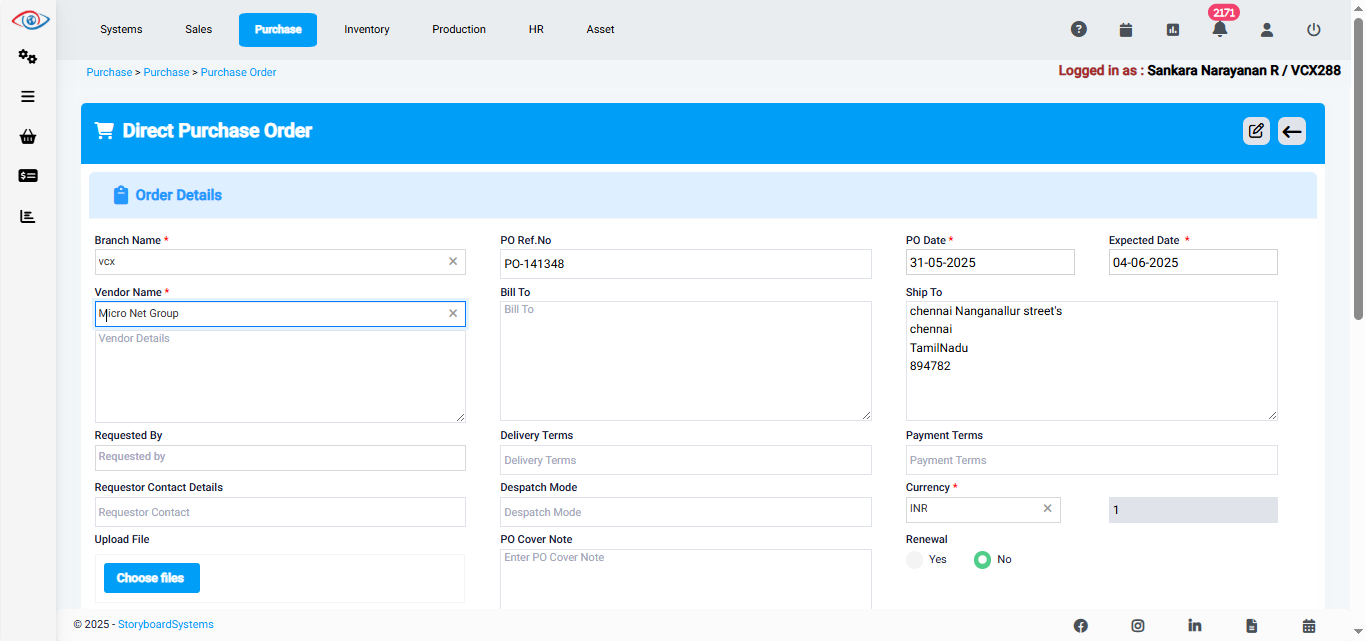 2171
Systems Sales Purchase Inventory Production HR Asset
Purchase > Purchase > Purchase Order
Logged in as : Sankara Narayanan R / VCX288
Direct Purchase Order
Order Details
Branch Name * PO Ref.No PO Date * Expected Date *
vcx PO-141348 31-05-2025 04-06-2025
Vendor Name * Bill To Ship To
Micro Net Group
Vendor Details
Bill To
chennai Nanganallur street's
chennai
TamilNadu
894782
Requested By Delivery Terms Payment Terms
Requested by Delivery Terms Payment Terms
Requestor Contact Details Despatch Mode Currency *
Requestor Contact Despatch Mode INR 1
Upload File PO Cover Note Renewal
Choose files Enter PO Cover Note Yes No
© 2025 - StoryboardSystems